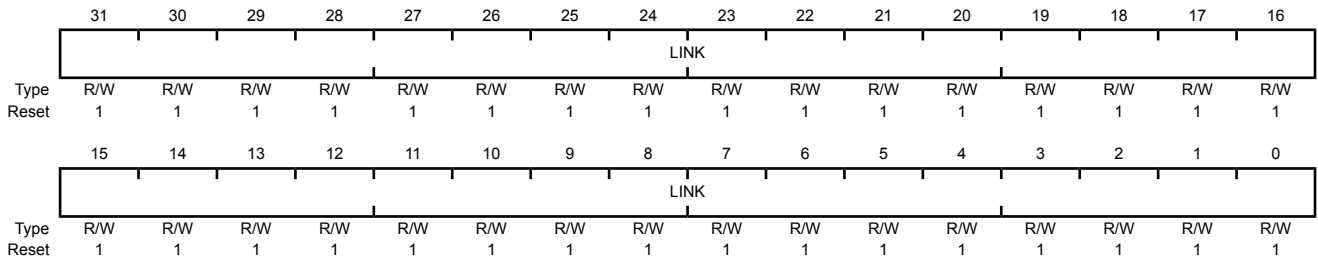 31 30 29 28 27 26 25 24 23 22 21 20 19 18 17 16
LINK
Type R/W R/W R/W R/W R/W R/W R/W R/W R/W R/W R/W R/W R/W R/W R/W R/W
Reset 1 1 1 1 1 1 1 1 1 1 1 1 1 1 1 1
15 14 13 12 11 10 9 8 7 6 5 4 3 2 1 0
LINK
Type R/W R/W R/W R/W R/W R/W R/W R/W R/W R/W R/W R/W R/W R/W R/W R/W
Reset 1 1 1 1 1 1 1 1 1 1 1 1 1 1 1 1